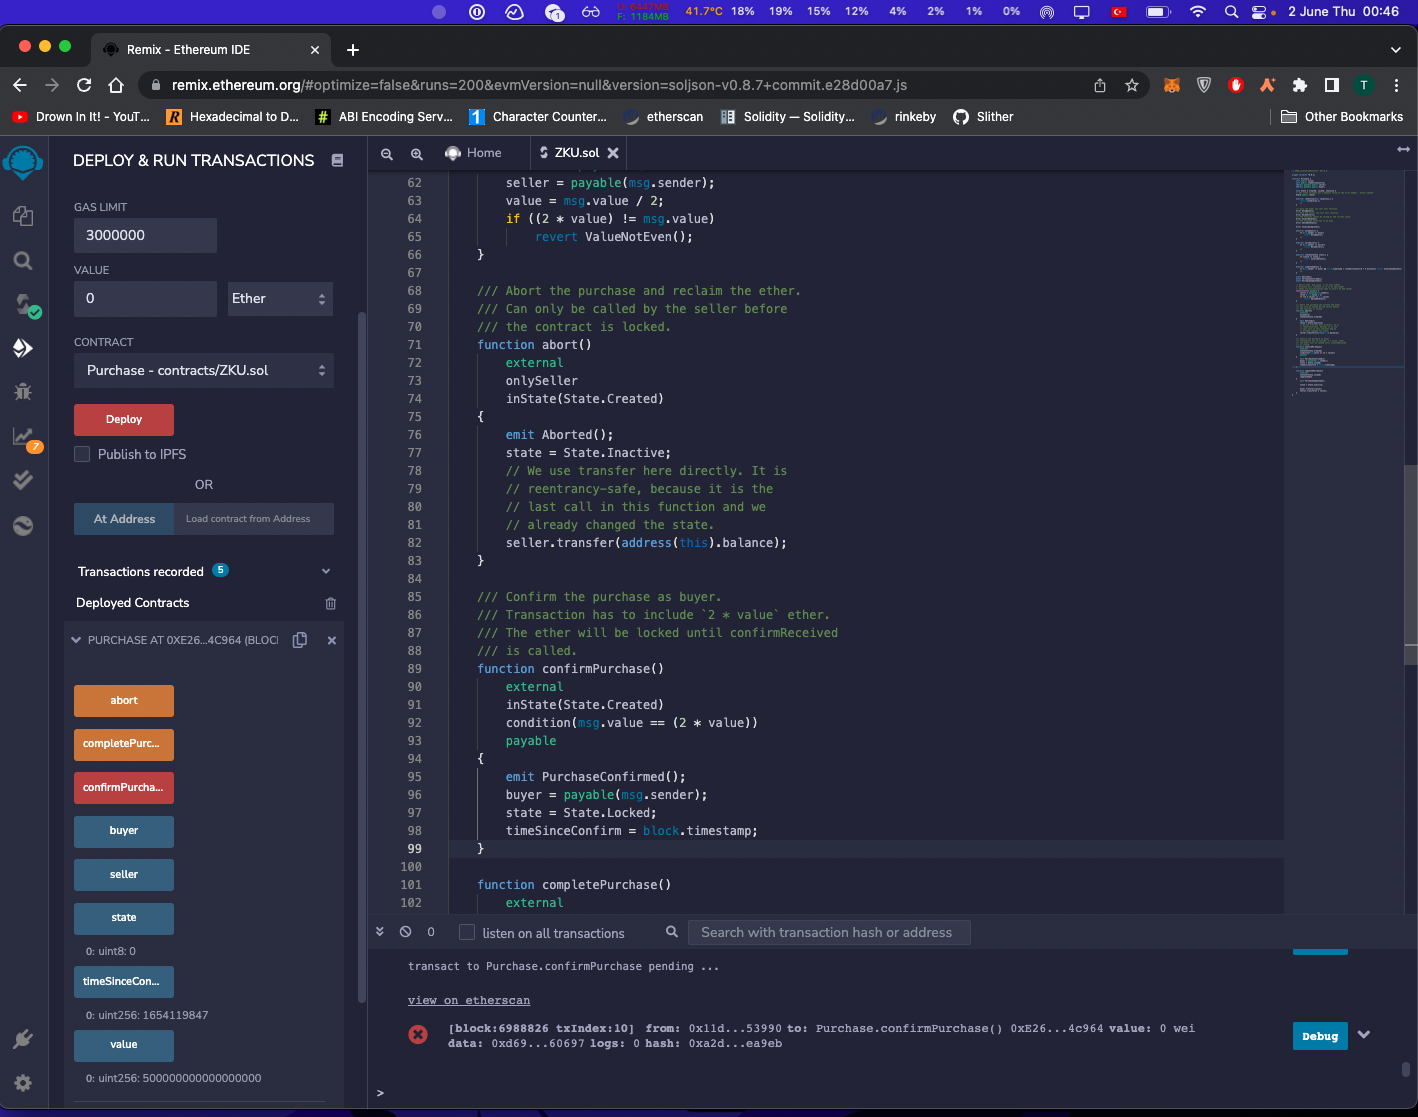 U: 6447MB
F: 1184MB
41.7°C 18% 19% 15% 12% 4% 2% 1% 0% 2 June Thu 00:46
Remix - Ethereum IDE
remix.ethereum.org/#optimize=false&runs=200&evmVersion=null&version=soljson-v0.8.7+commit.e28d00a7.js
T
Drown In It! - YouT... Hexadecimal to D... ABI Encoding Serv... Character Counter... etherscan Solidity — Solidity... rinkeby Slither Other Bookmarks
DEPLOY & RUN TRANSACTIONS
GAS LIMIT
3000000
VALUE
0 Ether
CONTRACT
Purchase - contracts/ZKU.sol
Deploy
Publish to IPFS
OR
At Address Load contract from Address
Transactions recorded 5
Deployed Contracts
PURCHASE AT 0XE26...4C964 (BLOC
abort
completePurc...
confirmPurcha...
buyer
seller
state
0: uint8: 0
timeSinceCon...
0: uint256: 1654119847
value
0: uint256: 500000000000000000
7
Home ZKU.sol
62 seller = payable(msg.sender);
63 value = msg.value / 2;
64 if ((2 * value) != msg.value)
65 revert ValueNotEven();
66 }
67
68 /// Abort the purchase and reclaim the ether.
69 /// Can only be called by the seller before
70 /// the contract is locked.
71 function abort()
72 external
73 onlySeller
74 inState(State.Created)
75 {
76 emit Aborted();
77 state = State.Inactive;
78 // We use transfer here directly. It is
79 // reentrancy-safe, because it is the
80 // last call in this function and we
81 // already changed the state.
82 seller.transfer(address(this).balance);
83 }
84
85 /// Confirm the purchase as buyer.
86 /// Transaction has to include `2 * value` ether.
87 /// The ether will be locked until confirmReceived
88 /// is called.
89 function confirmPurchase()
90 external
91 inState(State.Created)
92 condition(msg.value == (2 * value))
93 payable
94 {
95 emit PurchaseConfirmed();
96 buyer = payable(msg.sender);
97 state = State.Locked;
98 timeSinceConfirm = block.timestamp;
99 }
100
101 function completePurchase()
102 external
0 listen on all transactions Search with transaction hash or address
transact to Purchase.confirmPurchase pending ...
view on etherscan
[block:6988826 txIndex:10] from: 0x11d...53990 to: Purchase.confirmPurchase() 0xE26...4c964 value: 0 wei
data: 0xd69...60697 logs: 0 hash: 0xa2d...ea9eb
Debug
>